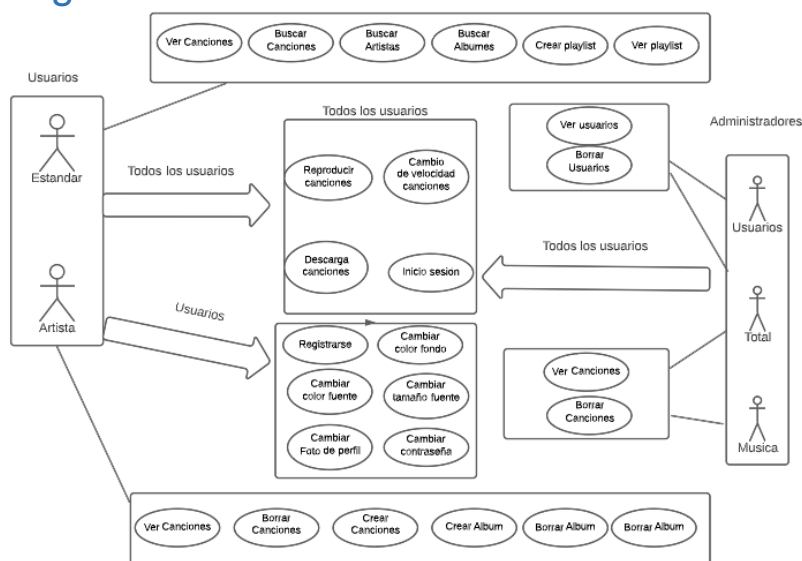 Ver Canciones
Buscar
Canciones
Buscar
Artistas
Buscar
Albumes
Crear playlist
Ver playlist
Usuarios
Estandar
Artista
Todos los usuarios
Usuarios
Todos los usuarios
Reproducir
canciones
Cambio
de velocidad
canciones
Descarga
canciones
Inicio sesion
Registrarse
Cambiar
color fondo
Cambiar
color fuente
Cambiar
tamaño fuente
Cambiar
Foto de perfil
Cambiar
contraseña
Ver usuarios
Borrar
Usuarios
Todos los usuarios
Ver Canciones
Borrar
Canciones
Administradores
Usuarios
Total
Musica
Ver Canciones
Borrar
Canciones
Crear
Canciones
Crear Album
Borrar Album
Borrar Album